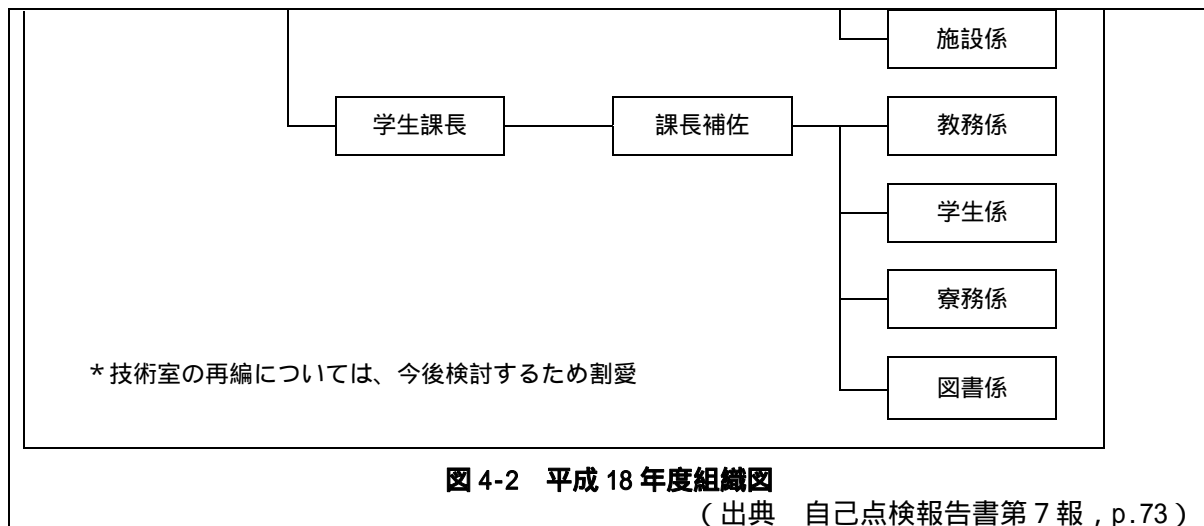 施設係
学生課長 課長補佐 教務係
学生係
寮務係
*技術室の再編については、今後検討するため割愛
図書係
図 4-2 平成 18 年度組織図
(出典 自己点検報告書第 7 報,p.73)